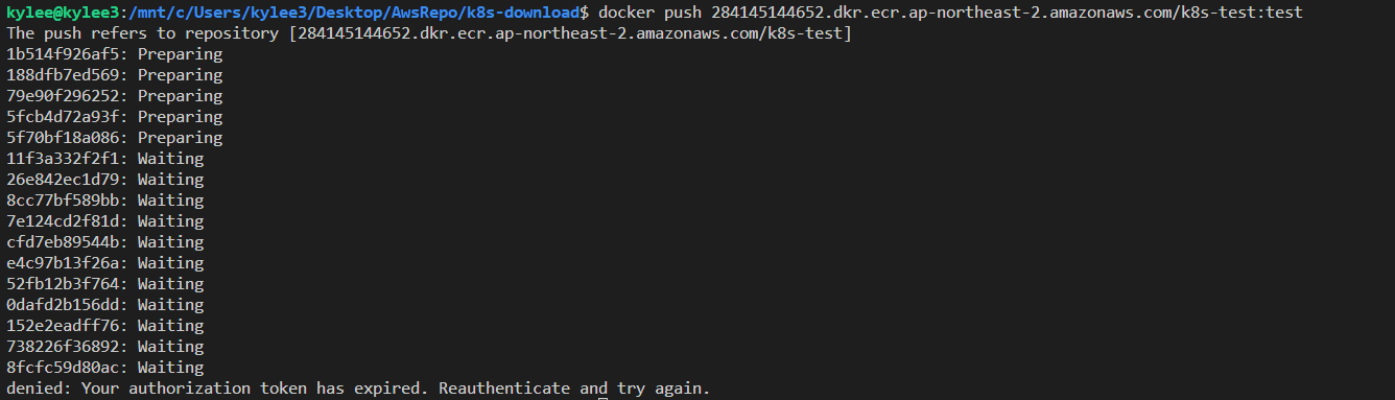 kylee@kylee3:/mnt/c/Users/kylee3/Desktop/AwsRepo/k8s-download$ docker push 284145144652.dkr.ecr.ap-northeast-2.amazonaws.com/k8s-test:test
The push refers to repository [284145144652.dkr.ecr.ap-northeast-2.amazonaws.com/k8s-test]
1b514f926af5: Preparing
188dfb7ed569: Preparing
79e90f296252: Preparing
5fcb4d72a93f: Preparing
5f70bf18a086: Preparing
11f3a332f2f1: Waiting
26e842ec1d79: Waiting
8cc77bf589bb: Waiting
7e124cd2f81d: Waiting
cfd7eb89544b: Waiting
e4c97b13f26a: Waiting
52fb12b3f764: Waiting
0dafd2b156dd: Waiting
152e2eadff76: Waiting
738226f36892: Waiting
8fcfc59d80ac: Waiting
denied: Your authorization token has expired. Reauthenticate and try again.